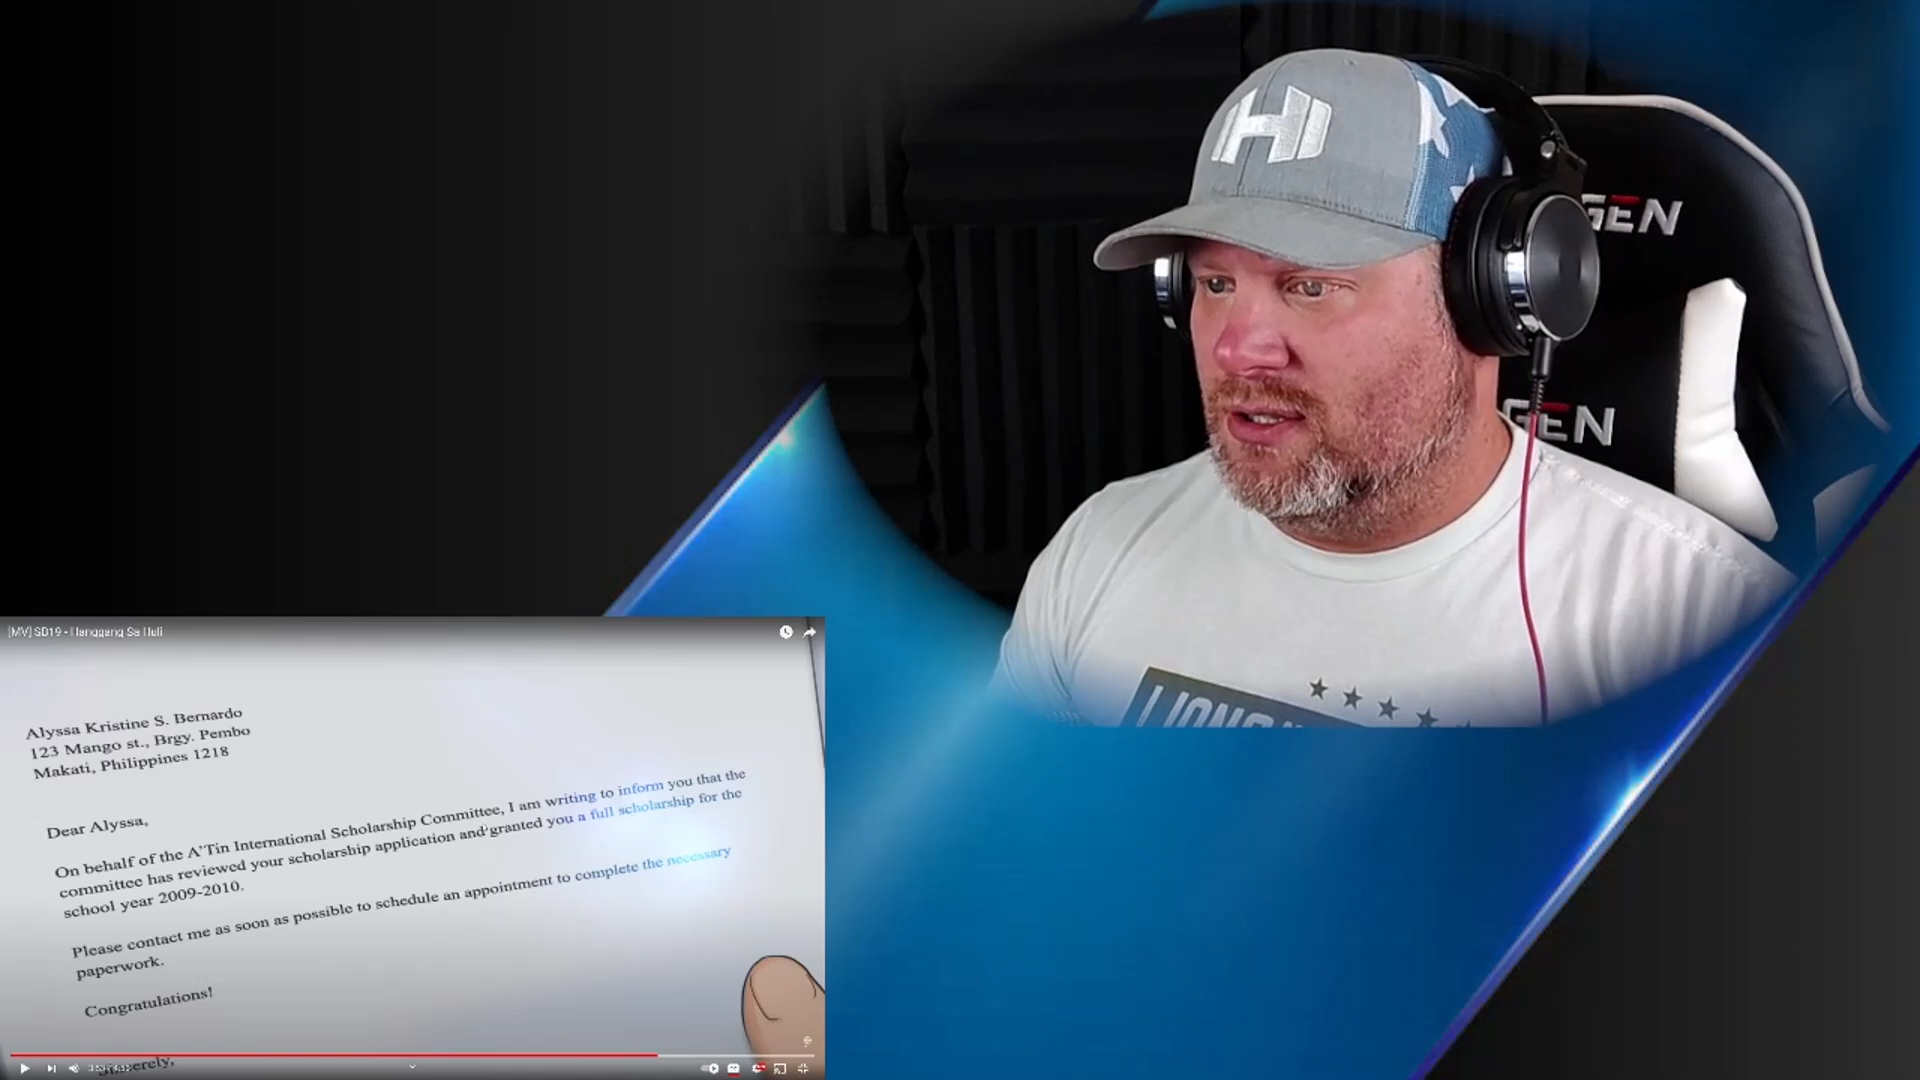 H
GEN
GEN
[MV] SB19 - Hanggang Sa Huli
Alyssa Kristine S. Bernardo
123 Mango st., Brgy. Pembo
Makati, Philippines 1218
Dear Alyssa,
On behalf of the A'Tin International Scholarship Committee, I am writing to inform you that the
committee has reviewed your scholarship application and granted you a full scholarship for the
school year 2009-2010.
Please contact me as soon as possible to schedule an appointment to complete the necessary
paperwork.
Congratulations!
Sincerely,